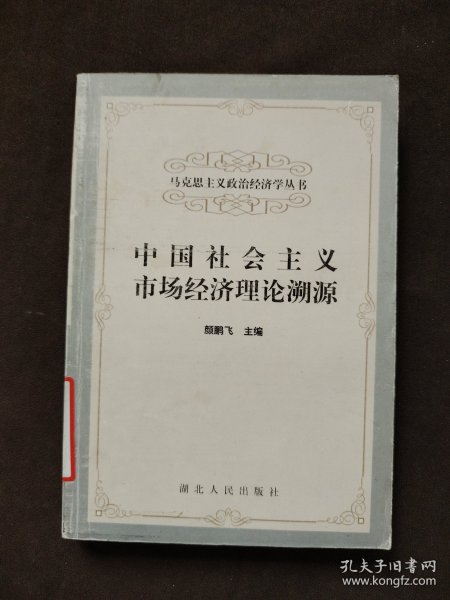 马克思主义政治经济学丛书
中国社会主义
市场经济理论溯源
颜鹏飞 主编
湖北人民出版社
孔夫子旧书网
www.kongfz.com